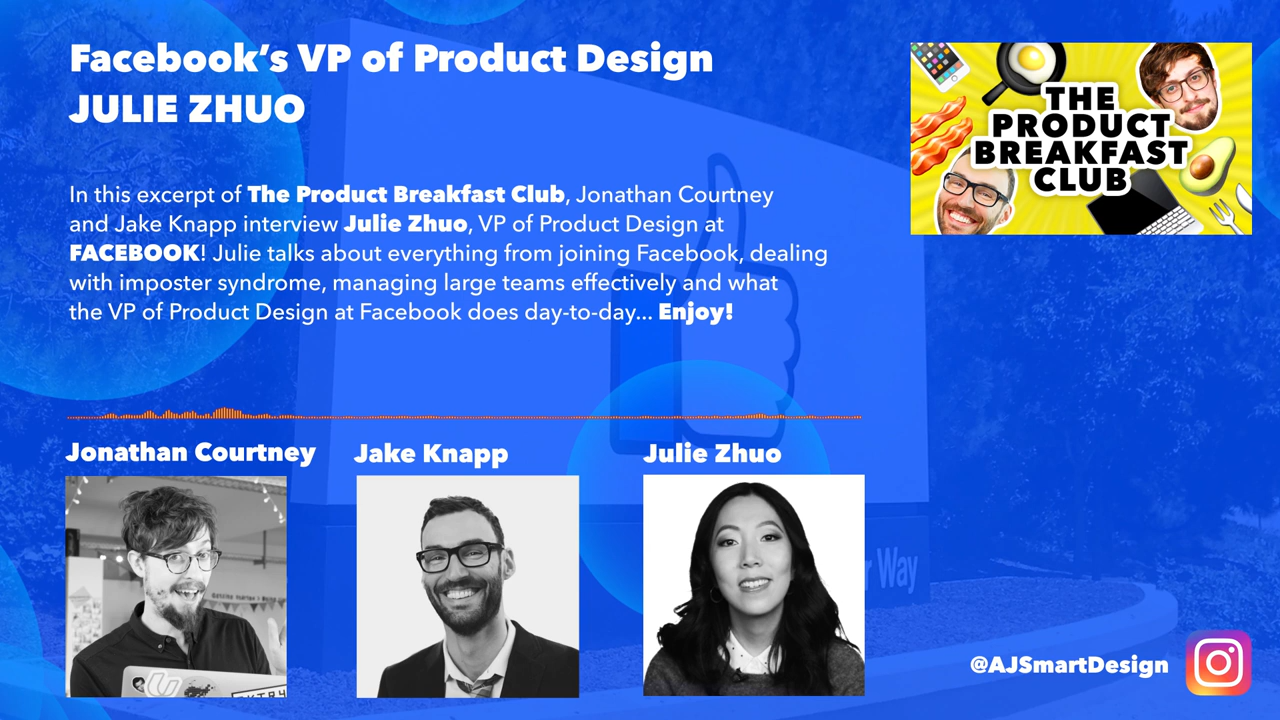 Facebook’s VP of Product Design
JULIE ZHUO
THE
PRODUCT
BREAKFAST
CLUB
In this excerpt of The Product Breakfast Club, Jonathan Courtney
and Jake Knapp interview Julie Zhuo, VP of Product Design at
FACEBOOK! Julie talks about everything from joining Facebook, dealing
with imposter syndrome, managing large teams effectively and what
the VP of Product Design at Facebook does day-to-day... Enjoy!
Jonathan Courtney
Jake Knapp
Julie Zhuo
Way
@AJSmartDesign